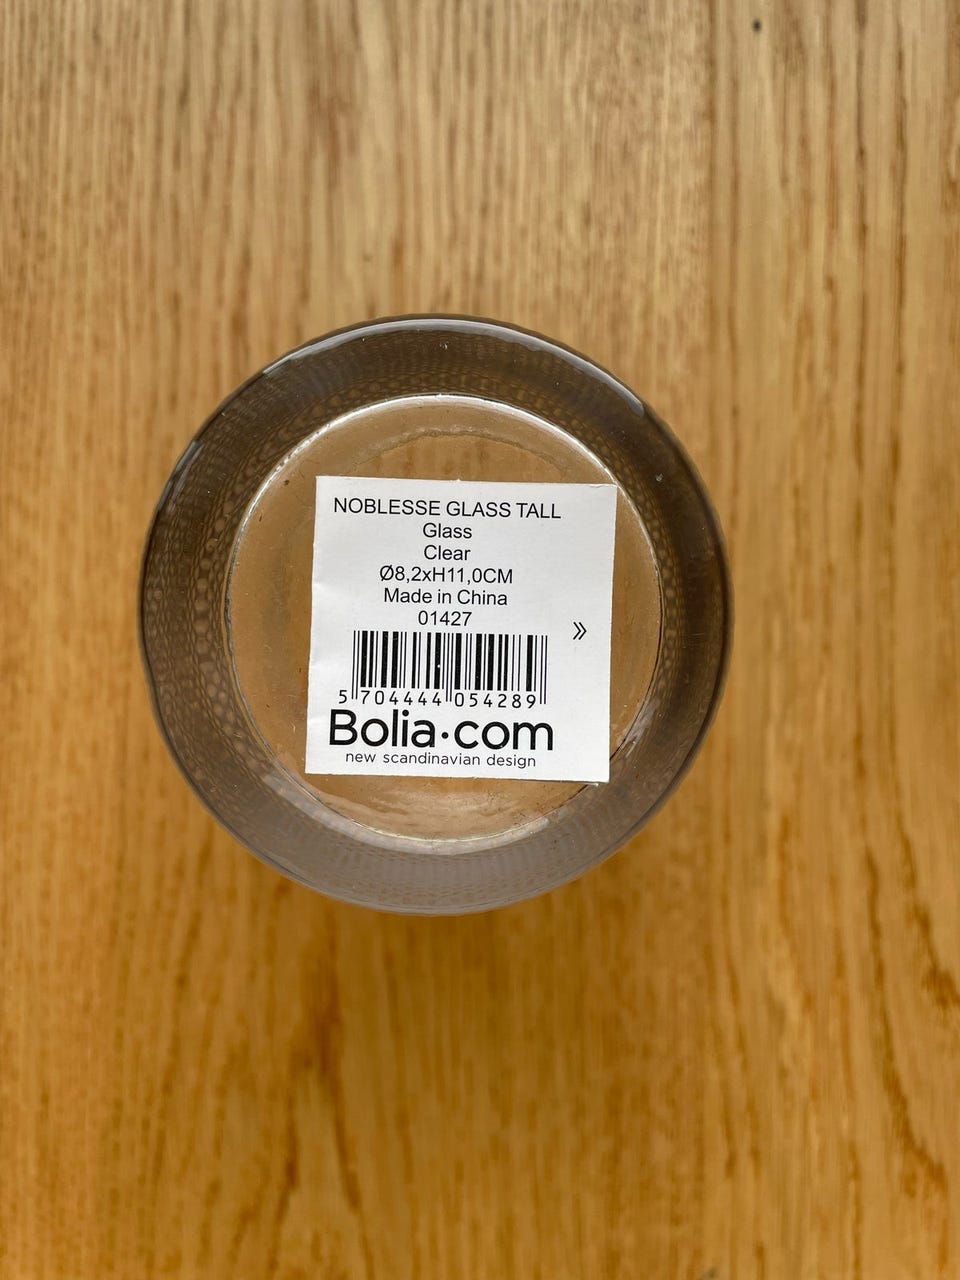 NOBLESSE GLASS TALL
Glass
Clear
Ø8,2xH11,0CM
Made in China
01427
»
5 704444 054289
Bolia.com
new scandinavian design